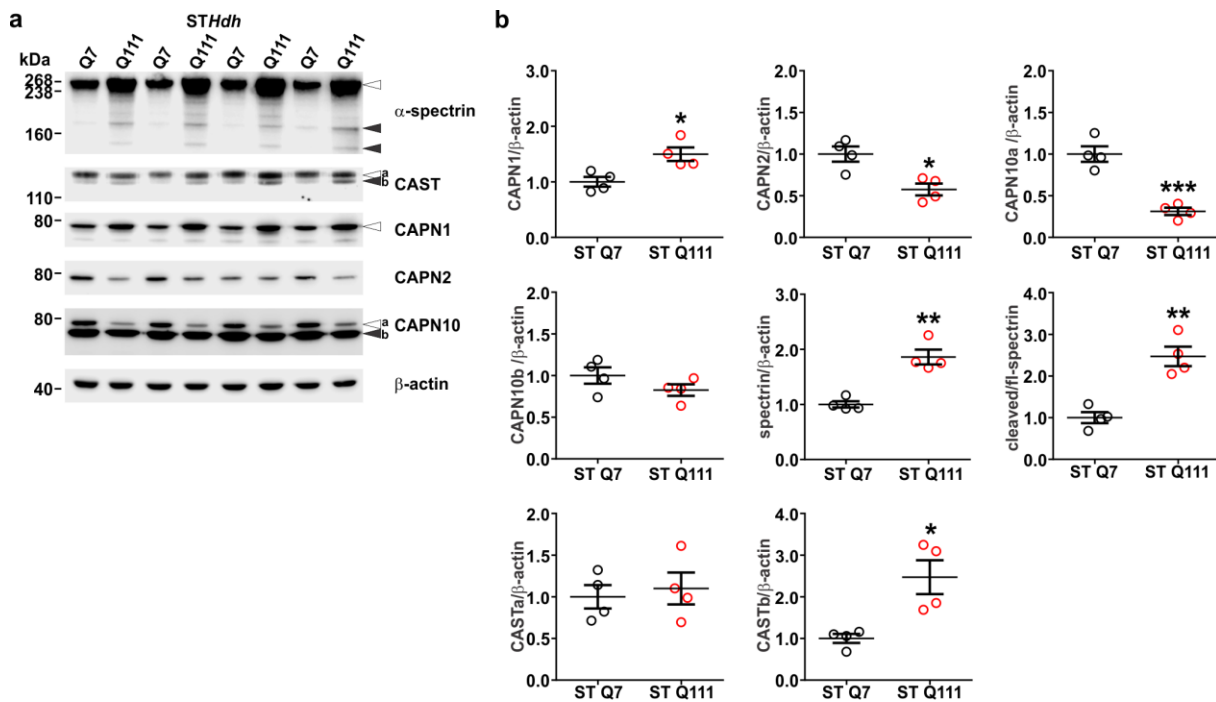 a
STHdh
kDa
Q7 Q111 Q7 Q111 Q7 Q111 Q7 Q111
268
238
α-spectrin
160
a
b
CAST
110
80
CAPN1
80
CAPN2
80
a
b
CAPN10
40
β-actin
b
CAPN1/β-actin
3.0
2.0
1.0
0.0
*
ST Q7 ST Q111
CAPN2/β-actin
2.0
1.5
1.0
0.5
0.0
*
ST Q7 ST Q111
CAPN10a /β-actin
2.0
1.5
1.0
0.5
0.0
***
ST Q7 ST Q111
CAPN10b /β-actin
2.0
1.5
1.0
0.5
0.0
ST Q7 ST Q111
spectrin/β-actin
3.0
2.0
1.0
0.0
**
ST Q7 ST Q111
cleaved/fl-spectrin
4.0
3.0
2.0
1.0
0.0
**
ST Q7 ST Q111
CASTa/β-actin
2.0
1.5
1.0
0.5
0.0
ST Q7 ST Q111
CASTb/β-actin
4.0
3.0
2.0
1.0
0.0
*
ST Q7 ST Q111